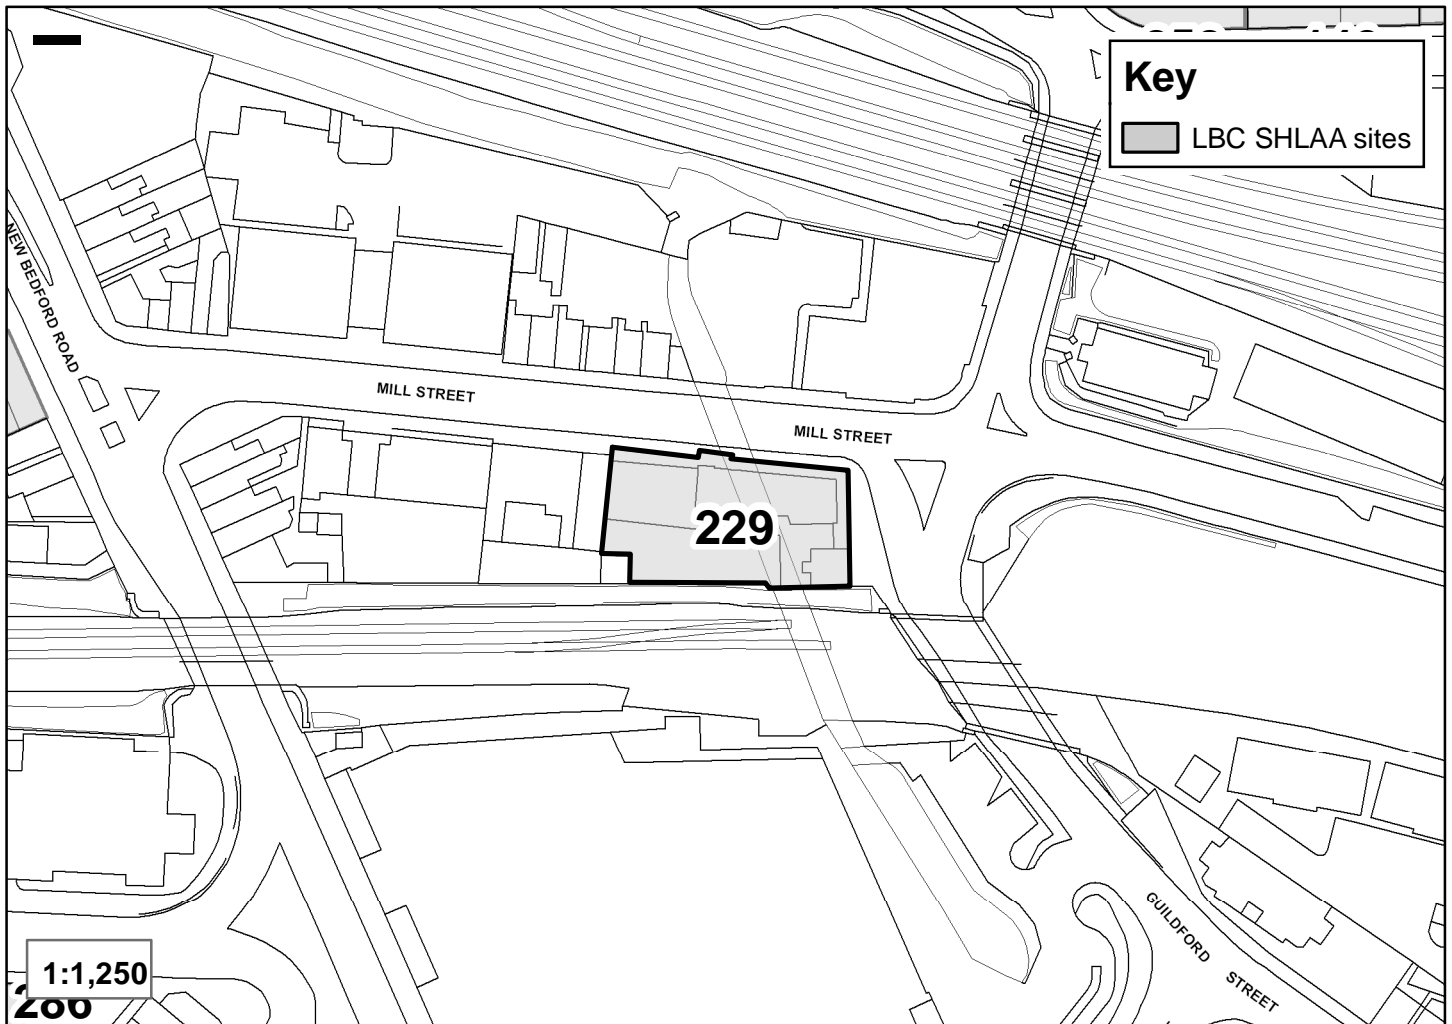 Key
LBC SHLAA sites
NEW BEDFORD ROAD
MILL STREET
MILL STREET
229
GUILDFORD STREET
1:1,250
286